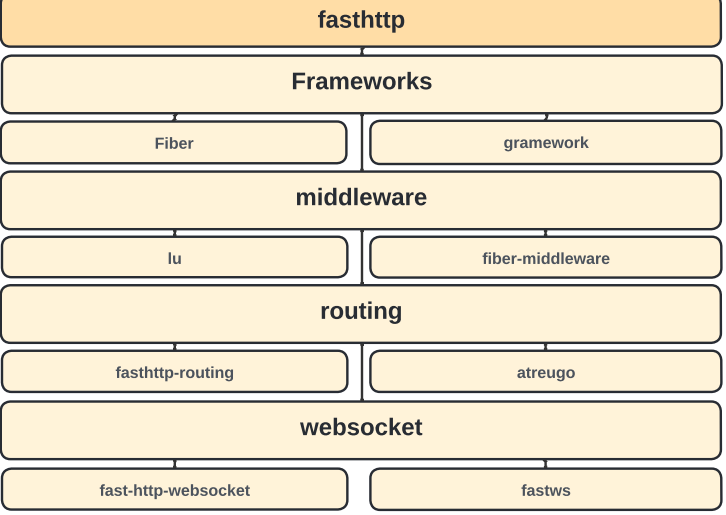 fasthttp
Frameworks
Fiber
gramework
middleware
lu
fiber-middleware
routing
fasthttp-routing
atreugo
websocket
fast-http-websocket
fastws